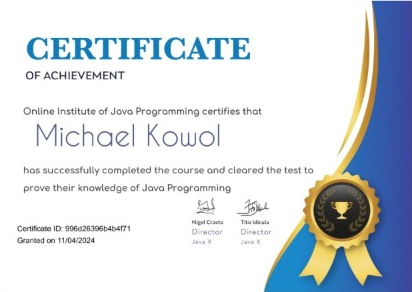 CERTIFICATE
OF ACHIEVEMENT
Online Institute of Java Programming certifies that
Michael Kowol
has successfully completed the course and cleared the test to
prove their knowledge of Java Programming
Nigel Crasto Tito Idicula
Director Director
Java X Java X
Certificate ID: 996d26396b4b4f71
Granted on 11/04/2024